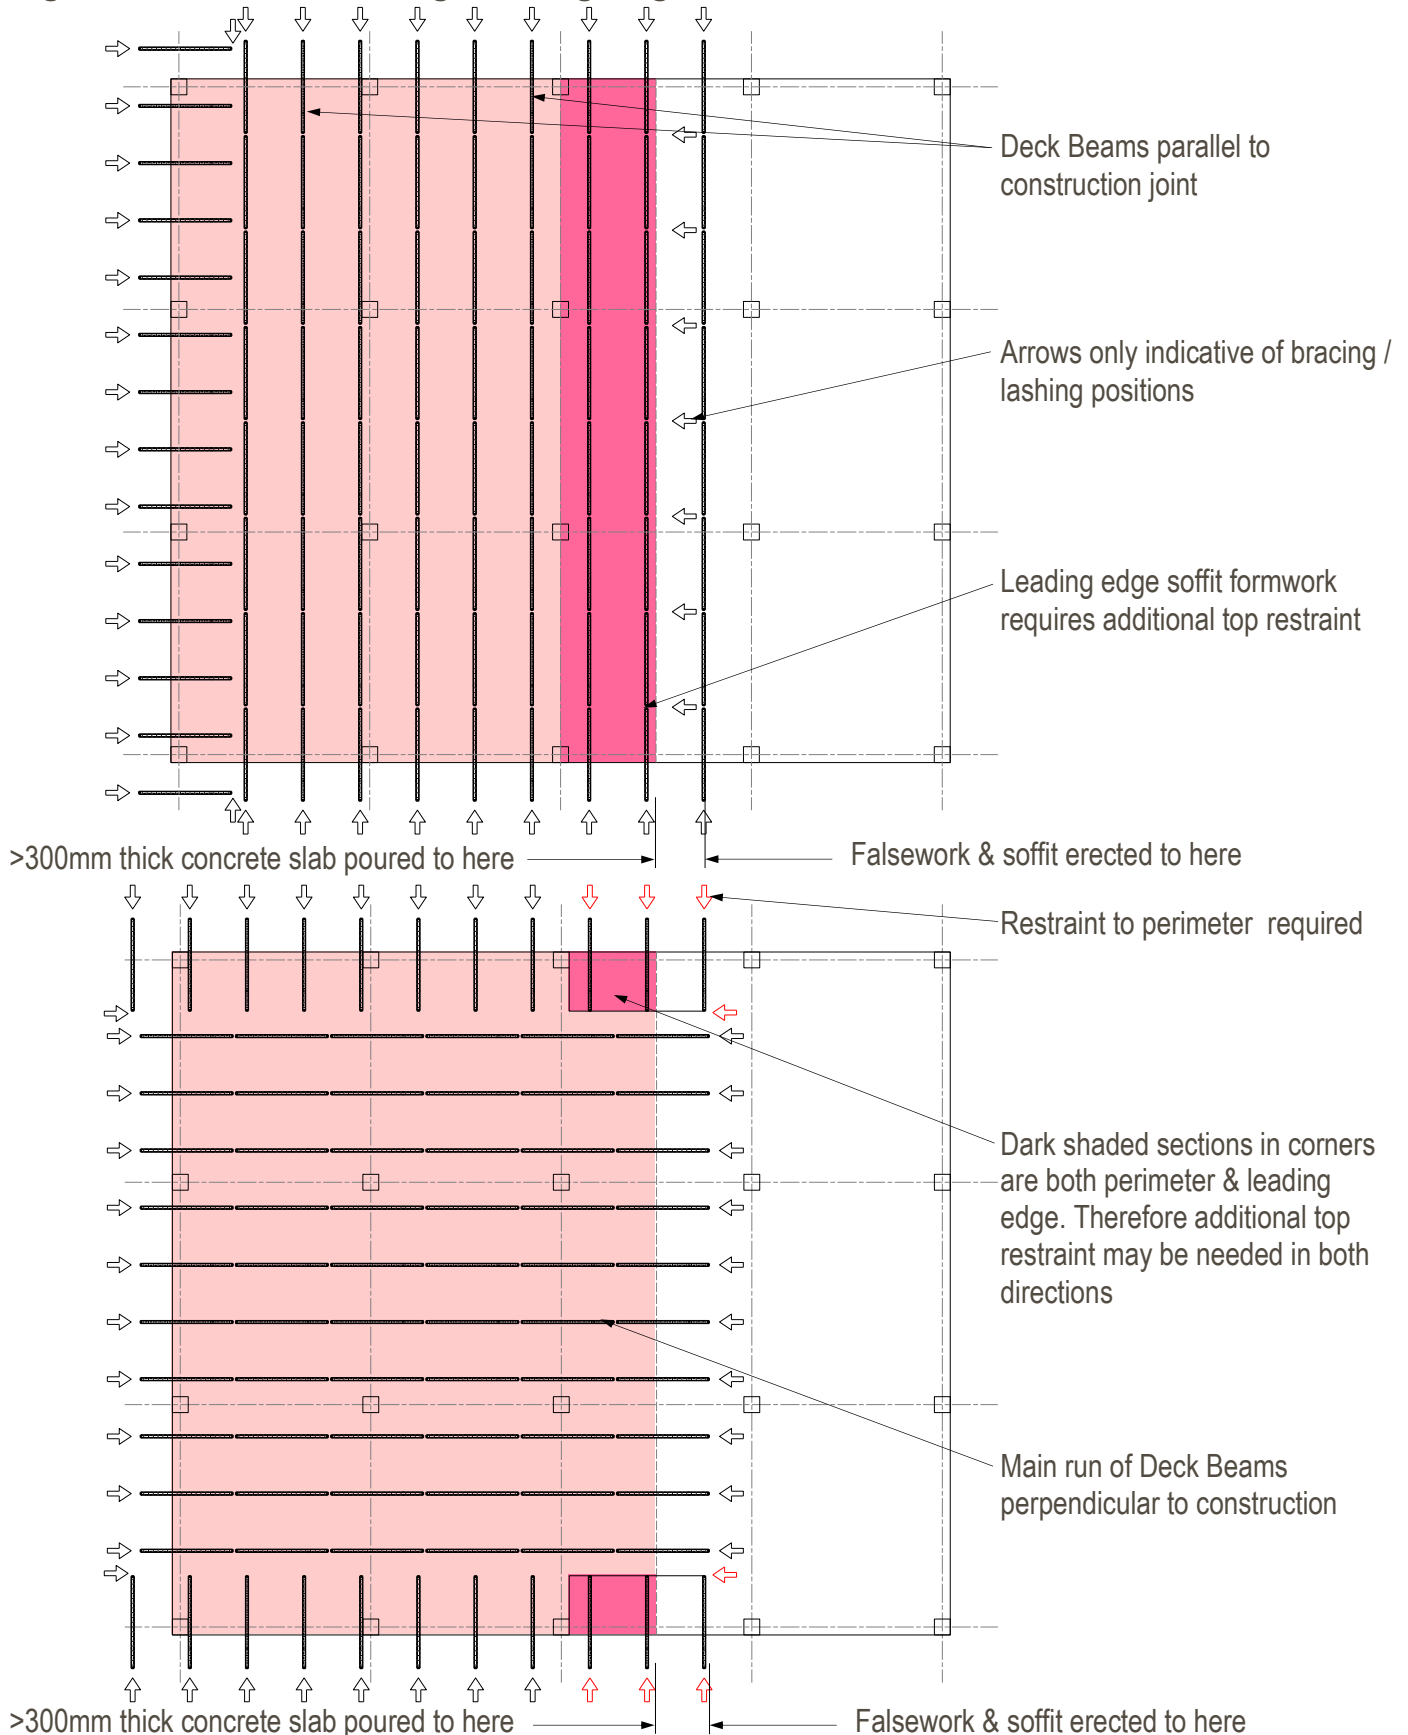 Deck Beams parallel to
construction joint
Arrows only indicative of bracing /
lashing positions
Leading edge soffit formwork
requires additional top restraint
>300mm thick concrete slab poured to here
Falsework & soffit erected to here
Restraint to perimeter required
Dark shaded sections in corners
are both perimeter & leading
edge. Therefore additional top
restraint may be needed in both
directions
Main run of Deck Beams
perpendicular to construction
>300mm thick concrete slab poured to here
Falsework & soffit erected to here